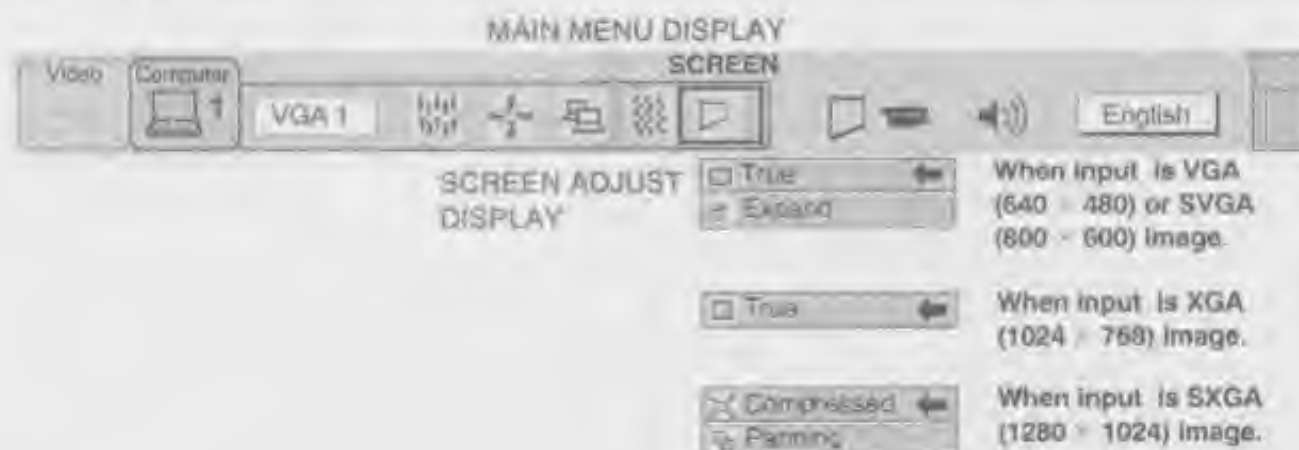 MAIN MENU DISPLAY
SCREEN
Video Computer
1 VGA 1 English
SCREEN ADJUST
DISPLAY
True
Expand
When input is VGA
(640 × 480) or SVGA
(800 × 600) image.
True
When input is XGA
(1024 × 768) image.
Compressed
Panning
When input is SXGA
(1280 × 1024) image.